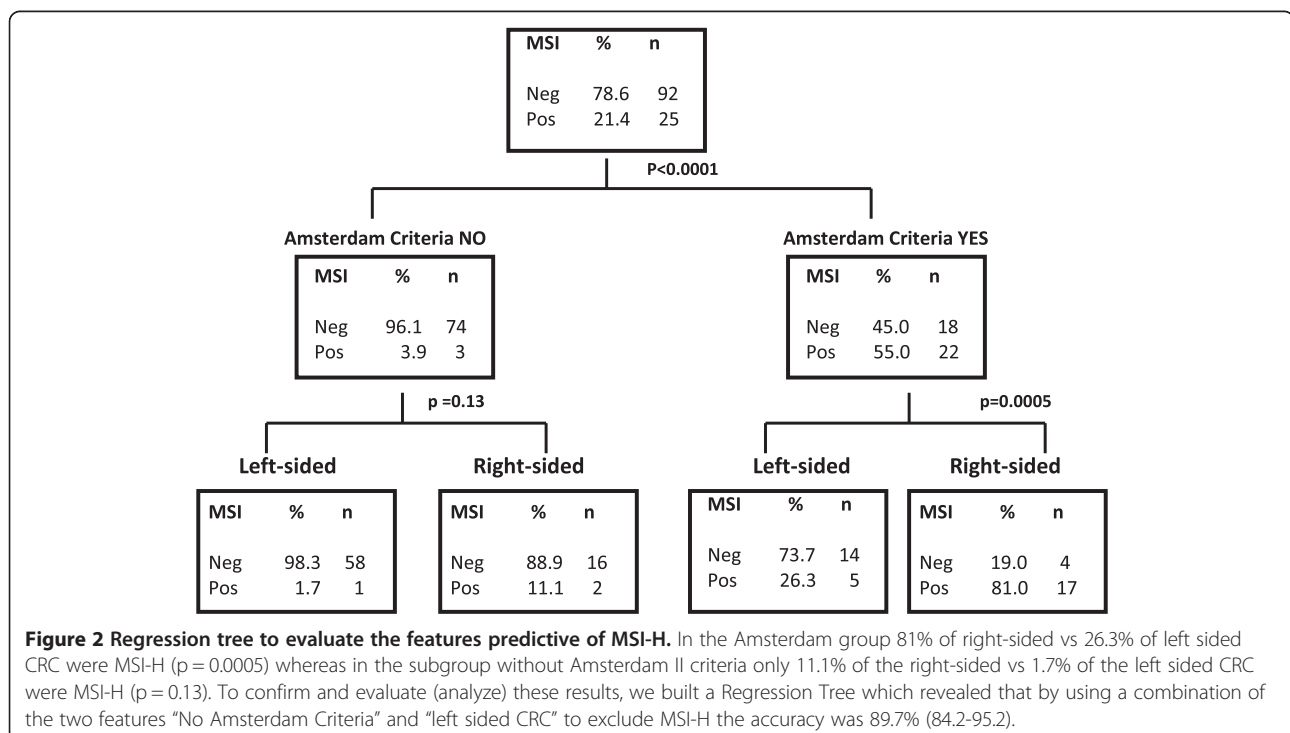 MSI % n
Neg 78.6 92
Pos 21.4 25
P<0.0001
Amsterdam Criteria NO
MSI % n
Neg 96.1 74
Pos 3.9 3
Amsterdam Criteria YES
MSI % n
Neg 45.0 18
Pos 55.0 22
p =0.13
p=0.0005
Left-sided
MSI % n
Neg 98.3 58
Pos 1.7 1
Right-sided
MSI % n
Neg 88.9 16
Pos 11.1 2
Left-sided
MSI % n
Neg 73.7 14
Pos 26.3 5
Right-sided
MSI % n
Neg 19.0 4
Pos 81.0 17
Figure 2 Regression tree to evaluate the features predictive of MSI-H. In the Amsterdam group 81% of right-sided vs 26.3% of left sided
CRC were MSI-H (p = 0.0005) whereas in the subgroup without Amsterdam II criteria only 11.1% of the right-sided vs 1.7% of the left sided CRC
were MSI-H (p = 0.13). To confirm and evaluate (analyze) these results, we built a Regression Tree which revealed that by using a combination of
the two features “No Amsterdam Criteria” and “left sided CRC” to exclude MSI-H the accuracy was 89.7% (84.2-95.2).